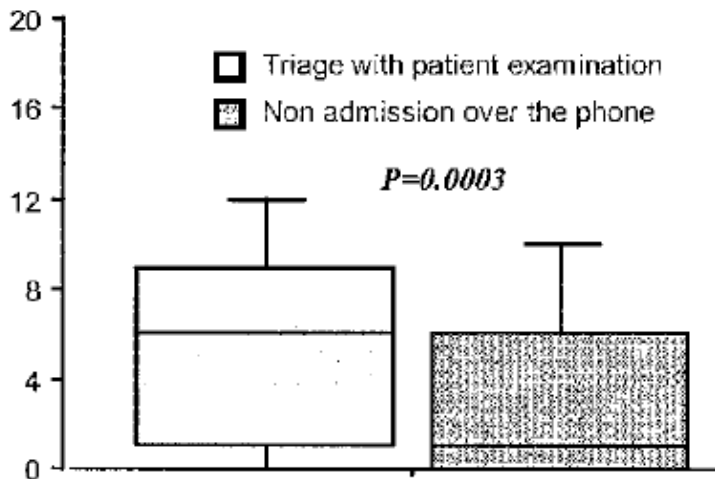 20
Triage with patient examination
16
Non admission over the phone
P=0.0003
12
8
4
0